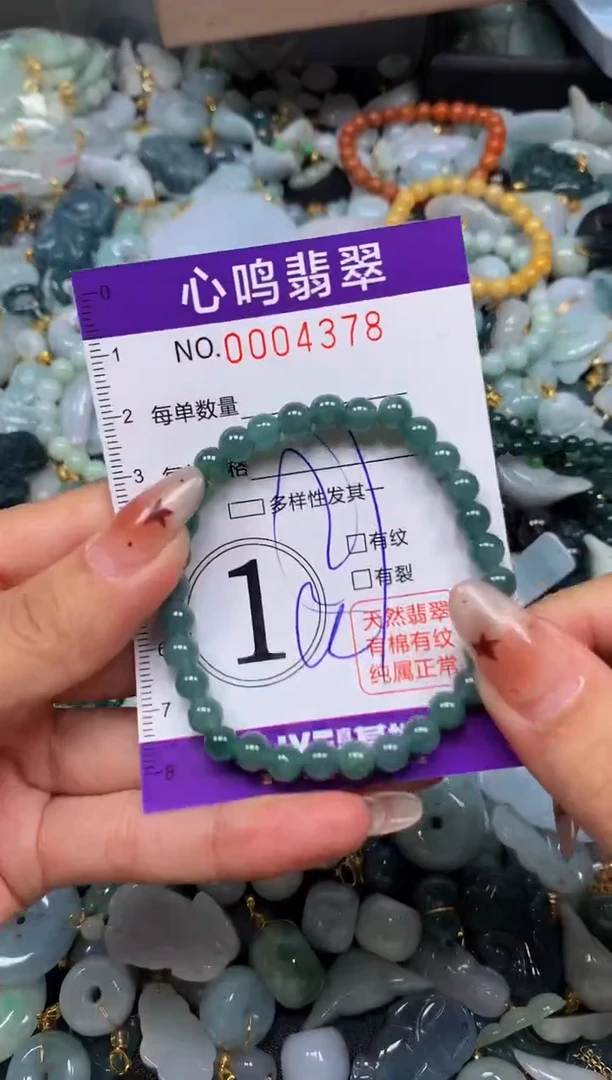 心鸣翡翠
NO.0004378
每单数量
格
多样性发其一
有纹
有裂
1
天然翡翠
有棉有纹
纯属正常
0
1
2
3
6
7
8